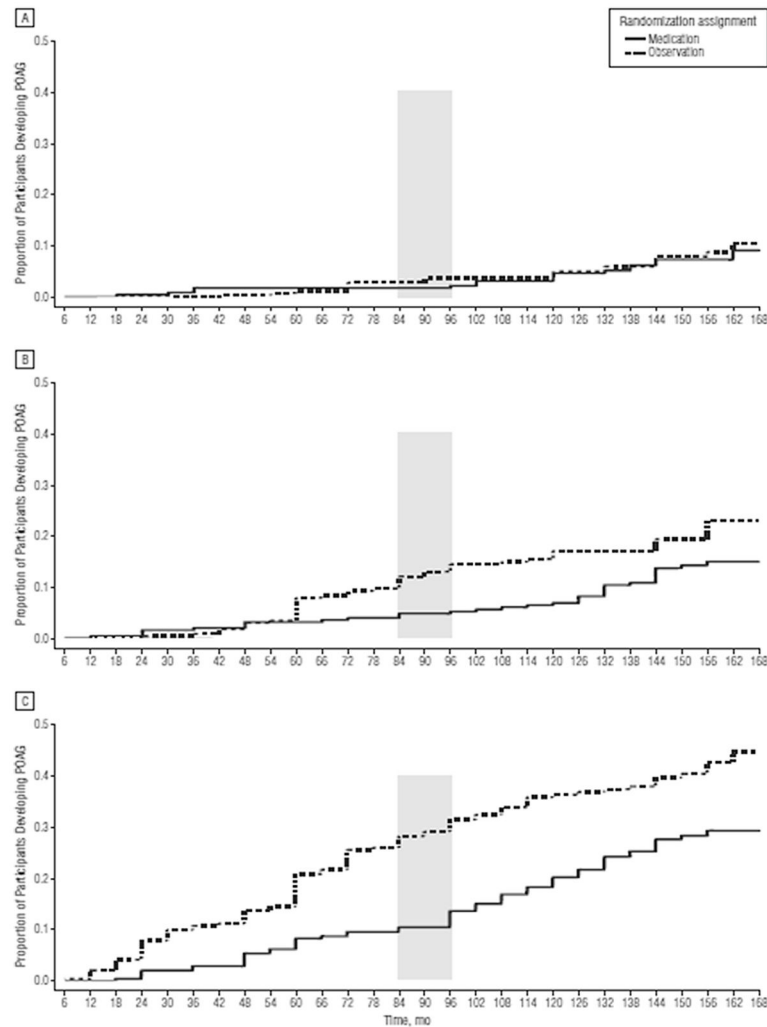 A
Randomization assignment
Medication
Observation
Proportion of Participants Developing POAG
0.5
0.4
0.3
0.2
0.1
0.0
6 12 18 24 30 36 42 48 54 60 66 72 78 84 90 96 102 108 114 120 126 132 138 144 150 156 162 168
B
Proportion of Participants Developing POAG
0.5
0.4
0.3
0.2
0.1
0.0
6 12 18 24 30 36 42 48 54 60 66 72 78 84 90 96 102 108 114 120 126 132 138 144 150 156 162 168
C
Proportion of Participants Developing POAG
0.5
0.4
0.3
0.2
0.1
0.0
6 12 18 24 30 36 42 48 54 60 66 72 78 84 90 96 102 108 114 120 126 132 138 144 150 156 162 168
Time, mo